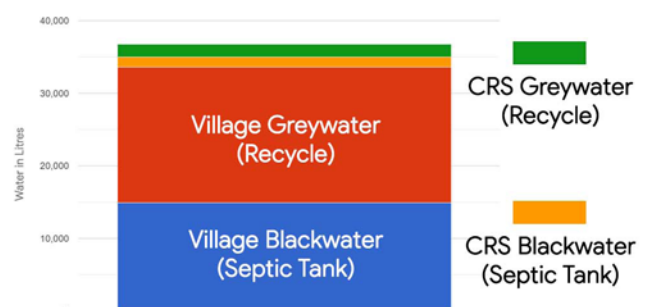 40,000
30,000
20,000
10,000
Water in Litres
Village Greywater
(Recycle)
Village Blackwater
(Septic Tank)
CRS Greywater
(Recycle)
CRS Blackwater
(Septic Tank)